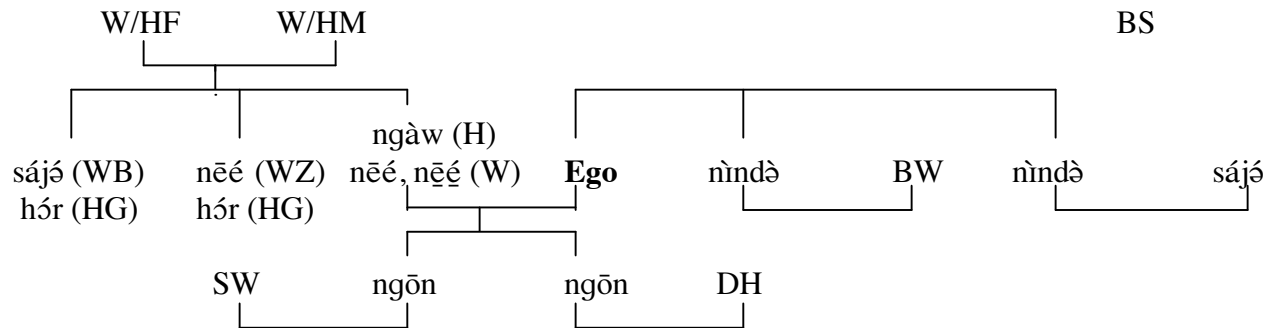 W/HF W/HM BS
ngàw (H)
sájə́ (WB) nēé (WZ) nēé, nḛ̄ḛ́ (W) Ego nìndə̀ BW nìndə̀ sájə́
hɔ́r (HG) hɔ́r (HG)
SW ngōn ngōn DH